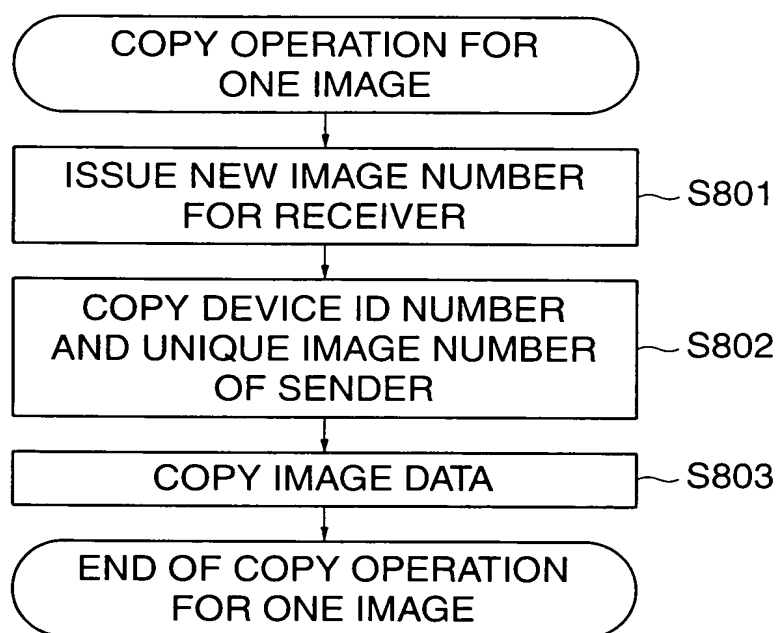 COPY OPERATION FOR
ONE IMAGE
ISSUE NEW IMAGE NUMBER
FOR RECEIVER
S801
COPY DEVICE ID NUMBER
AND UNIQUE IMAGE NUMBER
OF SENDER
S802
COPY IMAGE DATA
S803
END OF COPY OPERATION
FOR ONE IMAGE